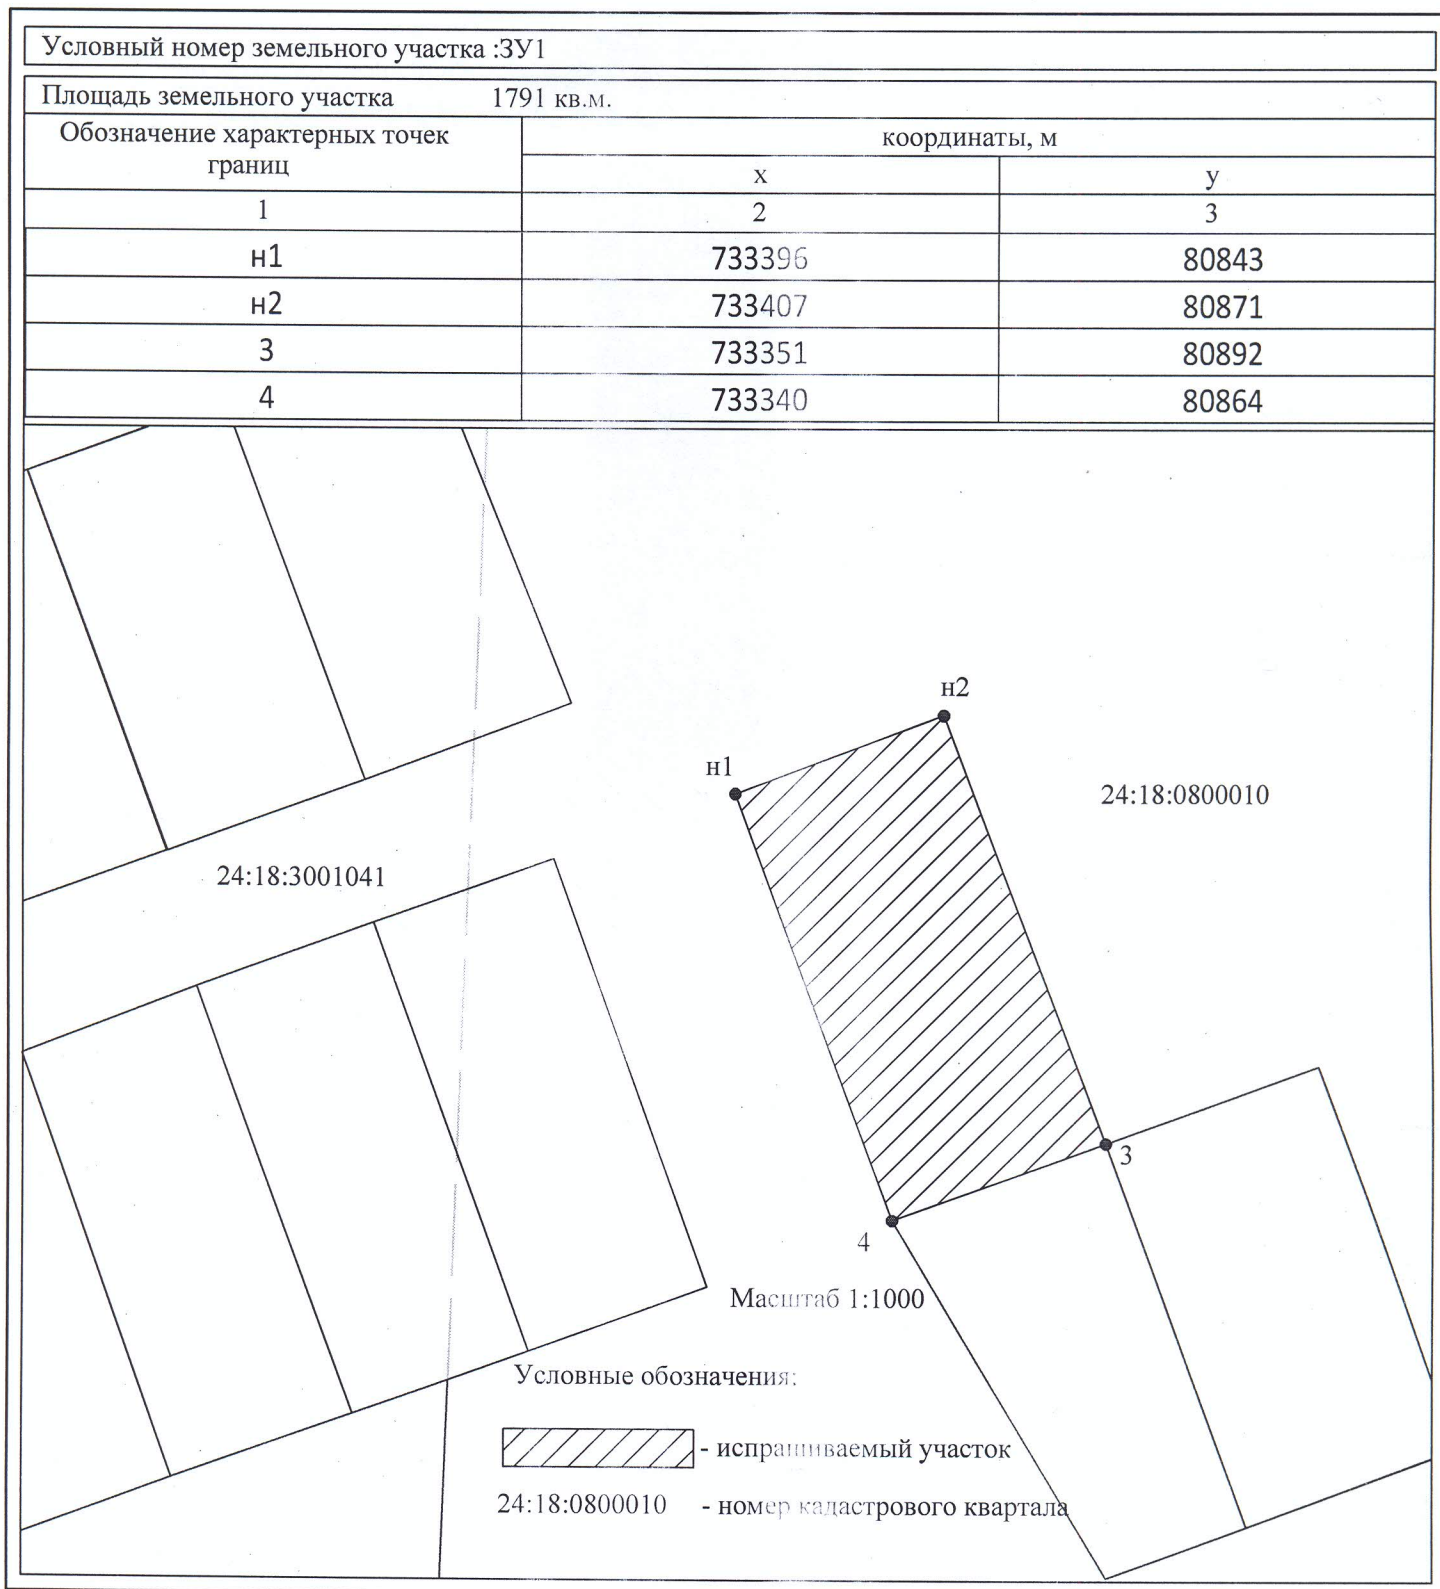 Условный номер земельного участка :ЗУ1
Площадь земельного участка 1791 кв.м.
Обозначение характерных точек границ
координаты, м
x
y
1
2
3
н1
733396
80843
н2
733407
80871
3
733351
80892
4
733340
80864
н2
н1
24:18:0800010
24:18:3001041
3
4
Масштаб 1:1000
Условные обозначения:
- испрашиваемый участок
24:18:0800010 - номер кадастрового квартала